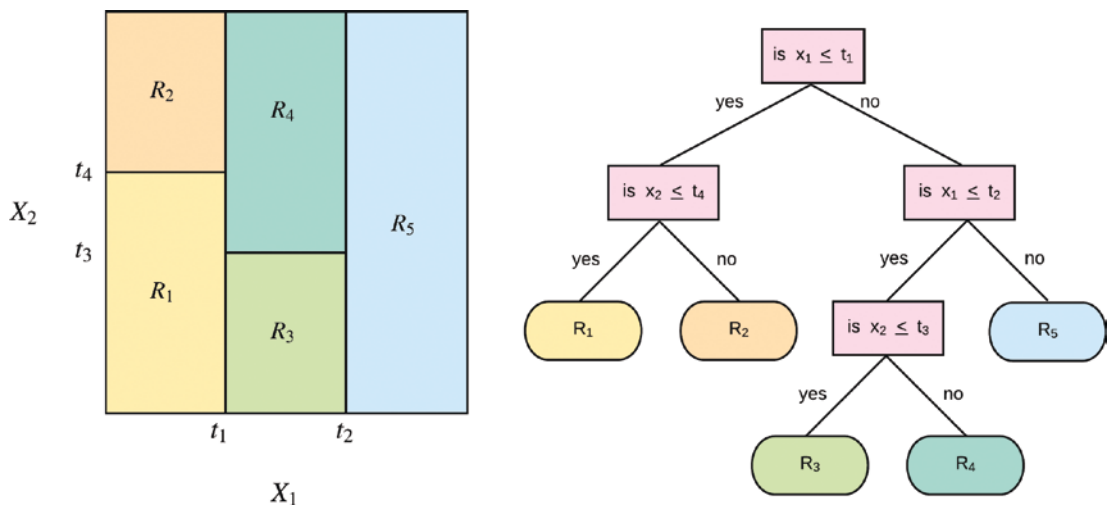 R₂
R₄
t₄
X₂
R₅
t₃
R₁
R₃
t₁
t₂
X₁
is x₁ ≤ t₁
yes
no
is x₂ ≤ t₄
is x₁ ≤ t₂
yes
no
yes
no
R₁
R₂
is x₂ ≤ t₃
R₅
yes
no
R₃
R₄